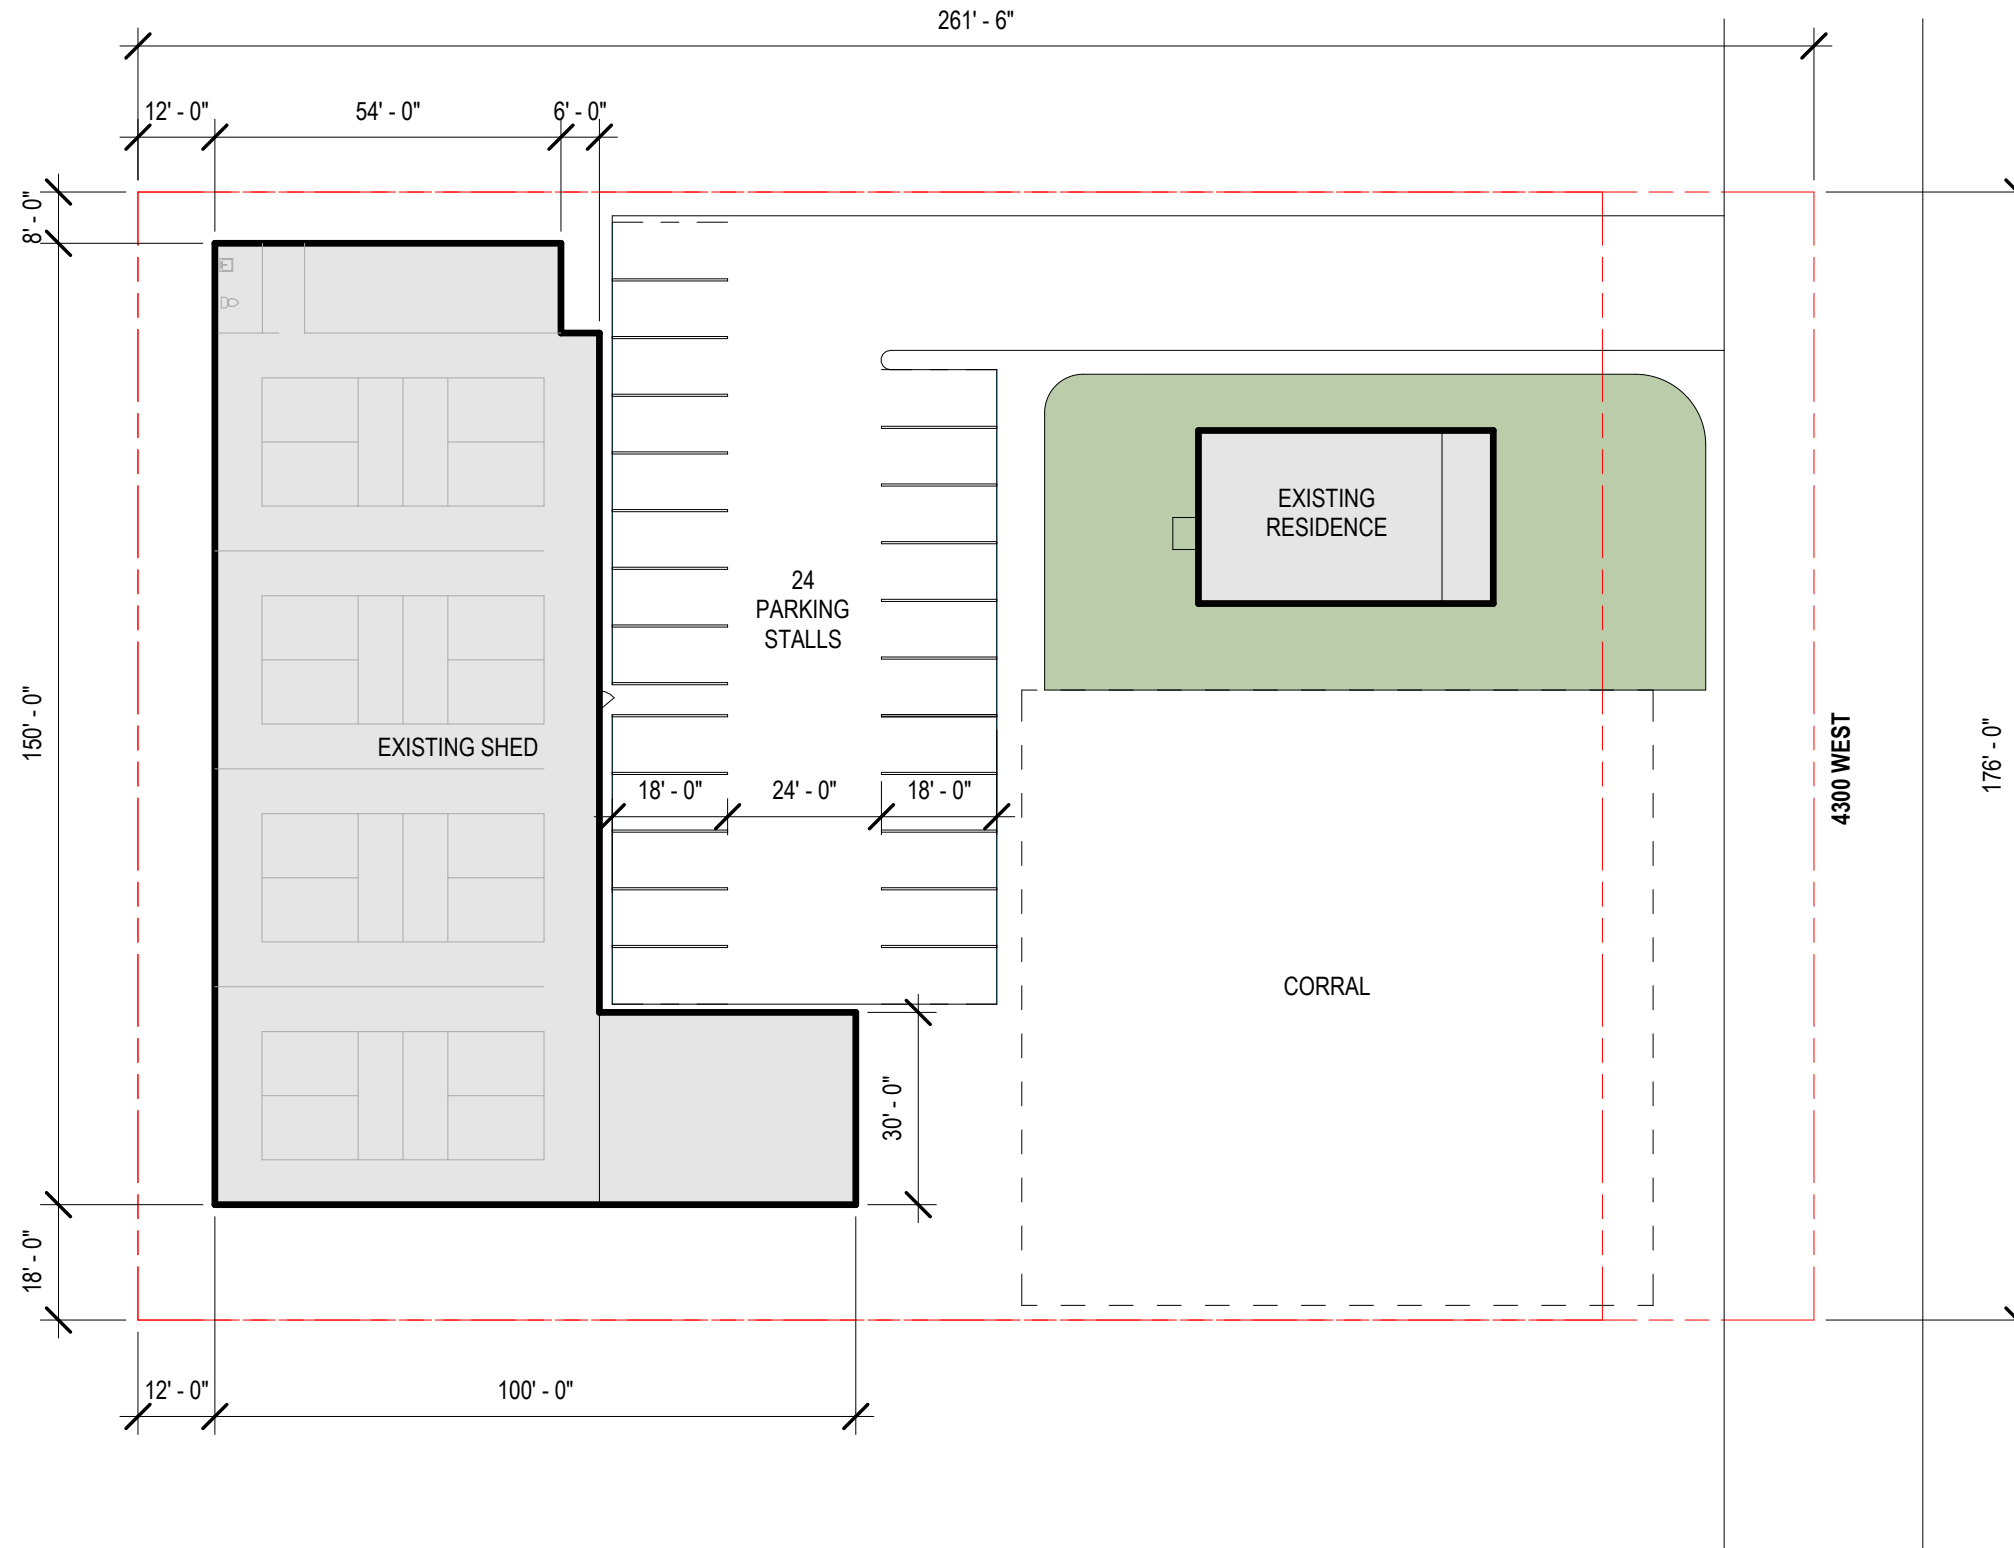 261' - 6"
12' - 0"
54' - 0"
6' - 0"
8' - 0"
EXISTING
RESIDENCE
24
PARKING
STALLS
150' - 0"
EXISTING SHED
4300 WEST
176' - 0"
18' - 0"
24' - 0"
18' - 0"
CORRAL
30' - 0"
18' - 0"
12' - 0"
100' - 0"